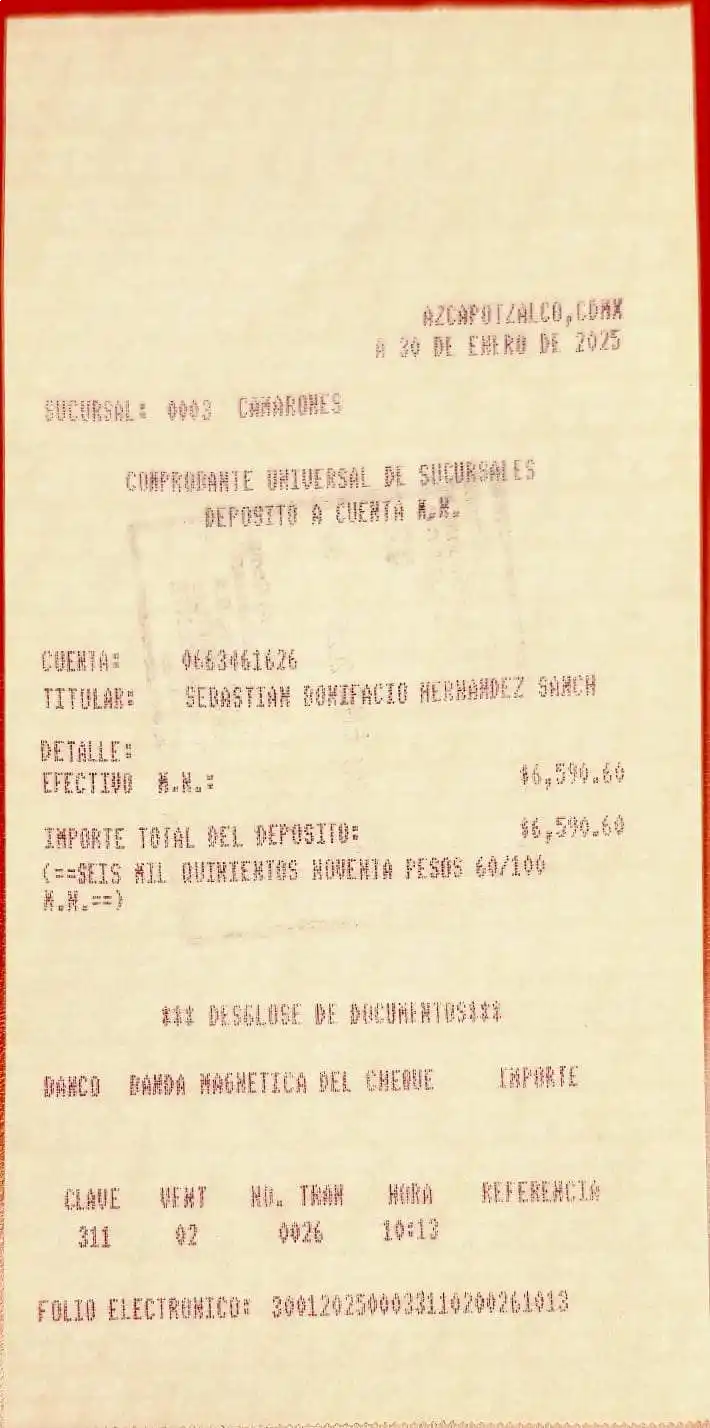 AZCAPOTZALCO,CDMX
A 30 DE ENERO DE 2025
SUCURSAL: 0003 CAMARONES
COMPROBANTE UNIVERSAL DE SUCURSALES
DEPOSITO A CUENTA M.N.
CUENTA: 0663461626
TITULAR: SEBASTIAN BONIFACIO HERNANDEZ SANCH
DETALLE:
EFECTIVO M.N.: $6,590.60
IMPORTE TOTAL DEL DEPOSITO: $6,590.60
(==SEIS MIL QUINIENTOS NOVENTA PESOS 60/100
M.N.==)
*** DESGLOSE DE DOCUMENTOS***
BANCO BANDA MAGNETICA DEL CHEQUE IMPORTE
CLAVE VENT NO. TRAN HORA REFERENCIA
311 02 0026 10:13
FOLIO ELECTRONICO: 3001202500033110200261013